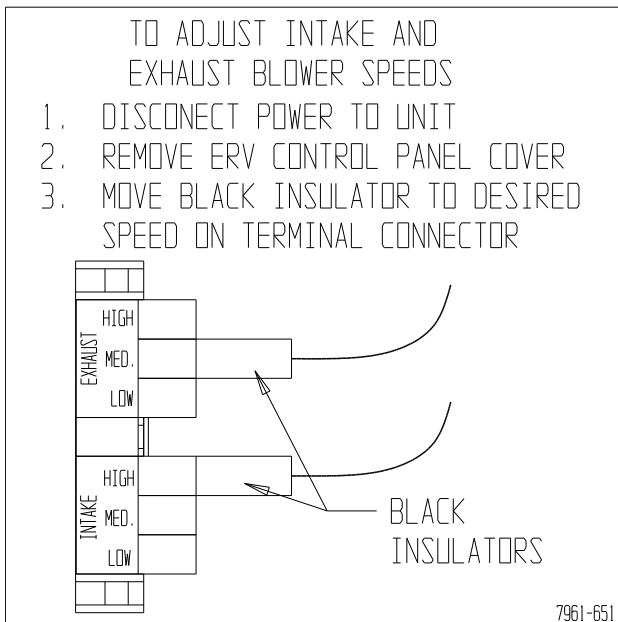 TO ADJUST INTAKE AND
EXHAUST BLOWER SPEEDS
1. DISCONECT POWER TO UNIT
2. REMOVE ERV CONTROL PANEL COVER
3. MOVE BLACK INSULATOR TO DESIRED
SPEED ON TERMINAL CONNECTOR
EXHAUST
HIGH
MED.
LOW
INTAKE
HIGH
MED.
LOW
BLACK
INSULATORS
7961-651